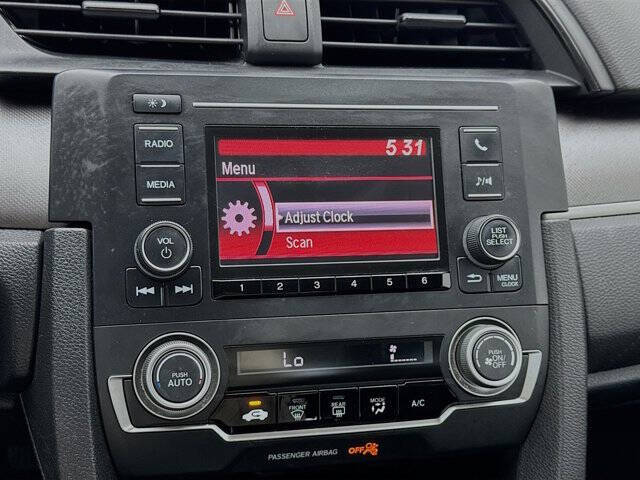 RADIO
MEDIA
VOL
5:31
Menu
Adjust Clock
Scan
LIST
PUSH
SELECT
MENU
CLOCK
1 2 3 4 5 6
PUSH
AUTO
Lo
PUSH
ON/
OFF
FRONT
REAR
MODE
A/C
PASSENGER AIRBAG OFF